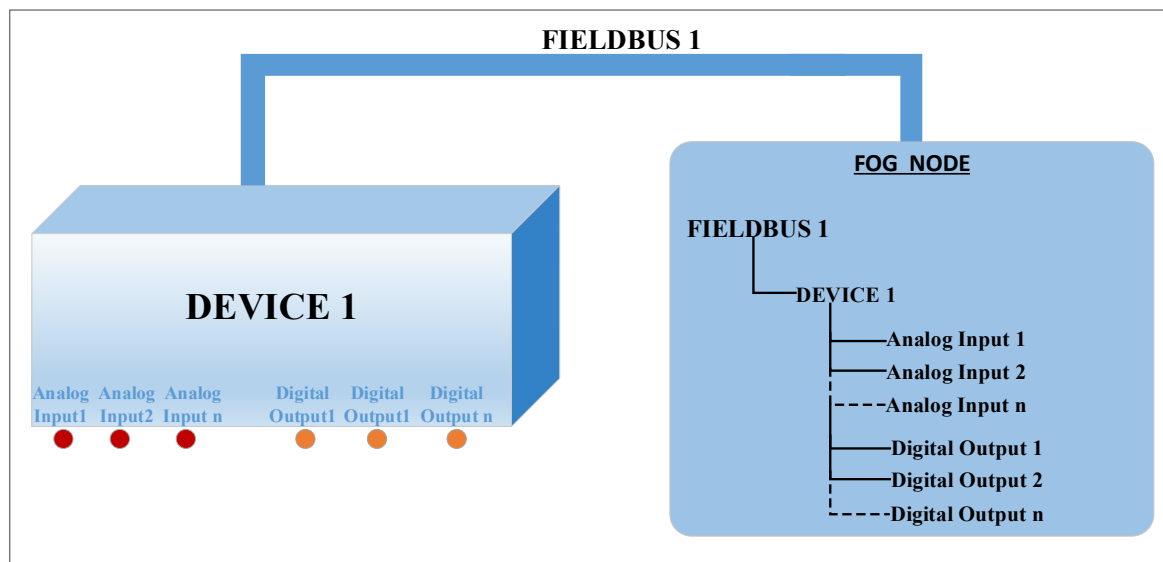 FIELDBUS 1
DEVICE 1
Analog Analog Analog Digital Digital Digital
Input1 Input2 Input n Output1 Output1 Output n
FOG NODE
FIELDBUS 1
DEVICE 1
Analog Input 1
Analog Input 2
Analog Input n
Digital Output 1
Digital Output 2
Digital Output n